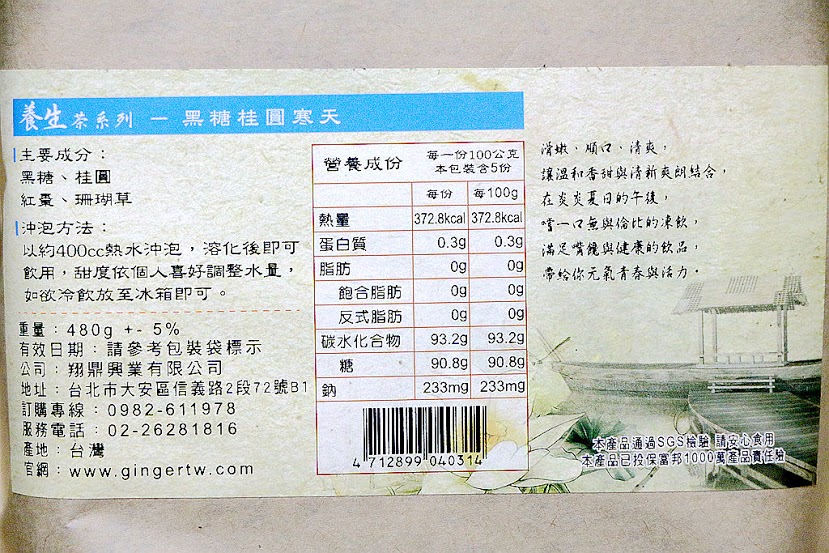 養生茶系列 — 黑糖桂圓寒天
主要成分：
黑糖、桂圓
紅棗、珊瑚草
沖泡方法：
以約400cc熱水沖泡，溶化後即可
飲用，甜度依個人喜好調整水量，
如欲冷飲放至冰箱即可。
重量：480g +- 5%
有效日期：請參考包裝袋標示
公司：翔鼎興業有限公司
地址：台北市大安區信義路2段72號B1
訂購專線：0982-611978
服務電話：02-26281816
產地：台灣
官網：www.gingertw.com
營養成份 每一份100公克
本包裝含5份
每份 每100g
熱量 372.8kcal 372.8kcal
蛋白質 0.3g 0.3g
脂肪 0g 0g
飽合脂肪 0g 0g
反式脂肪 0g 0g
碳水化合物 93.2g 93.2g
糖 90.8g 90.8g
鈉 233mg 233mg
4 712899 040314
滑嫩、順口、清爽，
讓溫和香甜與清新爽朗結合，
在炎炎夏日的午後，
嚐一口無與倫比的凍飲，
滿足嘴饞與健康的飲品，
帶給你元氣青春與活力。
本產品通過SGS檢驗 請安心食用
本產品已投保富邦1000萬產品責任險